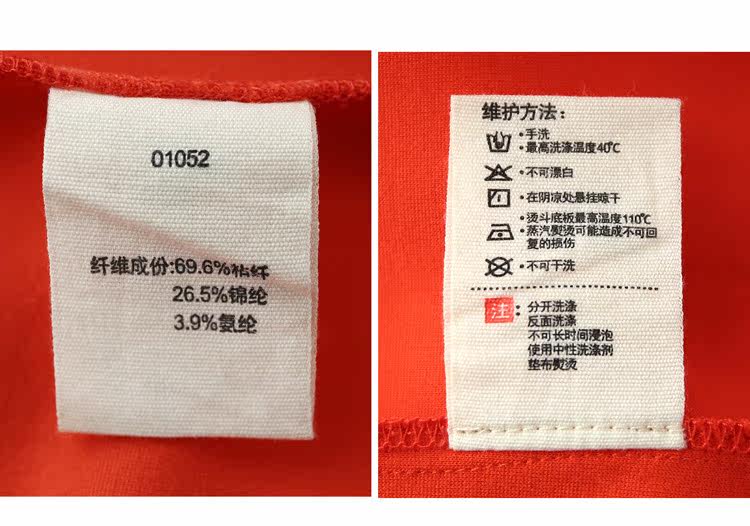 01052
纤维成份:69.6%粘纤
26.5%锦纶
3.9%氨纶
维护方法：
·手洗
·最高洗涤温度40℃
·不可漂白
·在阴凉处悬挂晾干
·烫斗底板最高温度110℃
·蒸汽熨烫可能造成不可回
复的损伤
·不可干洗
注：分开洗涤
反面洗涤
不可长时间浸泡
使用中性洗涤剂
垫布熨烫